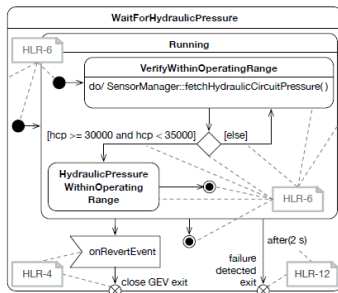 WaitForHydraulicPressure
HLR-6
Running
VerifyWithinOperatingRange
do/ SensorManager::fetchHydraulicCircuitPressure()
[hcp >= 30000 and hcp < 35000]
[else]
HydraulicPressure
WithinOperating
Range
HLR-6
onRevertEvent
after(2 s)
HLR-4
failure
detected
exit
HLR-12
close GEV exit